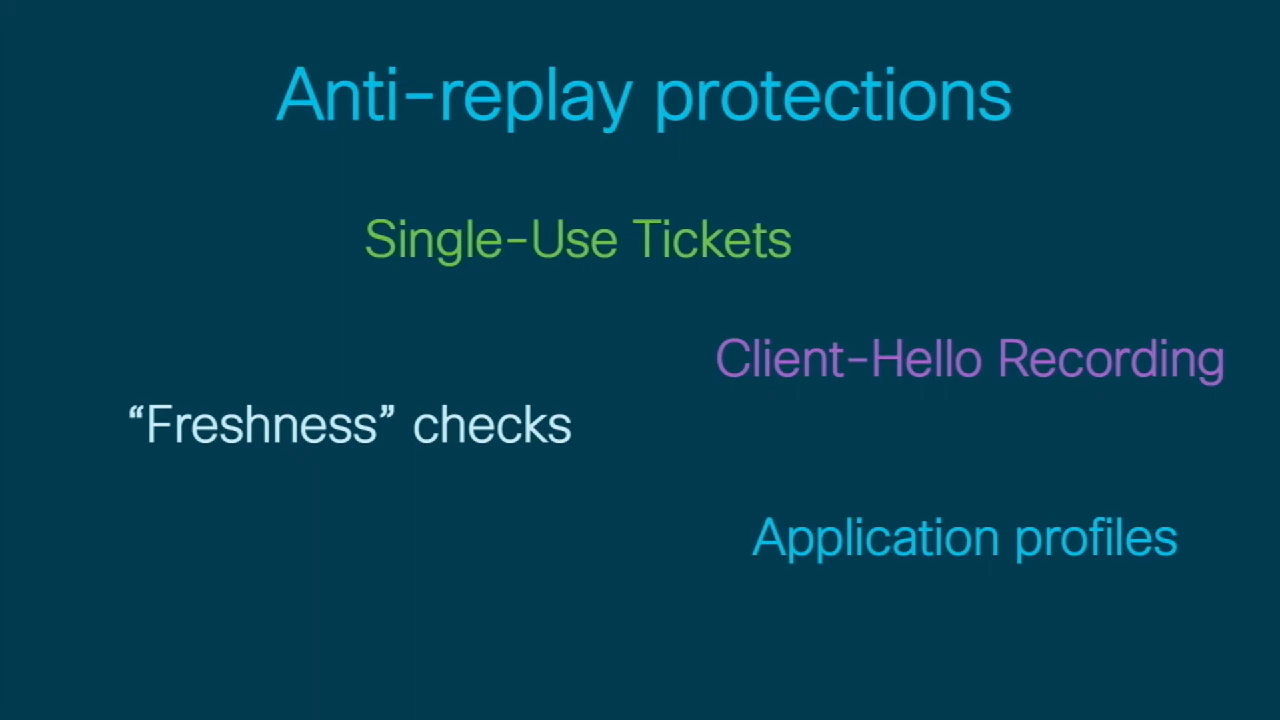 Anti-replay protections
Single-Use Tickets
Client-Hello Recording
“Freshness” checks
Application profiles